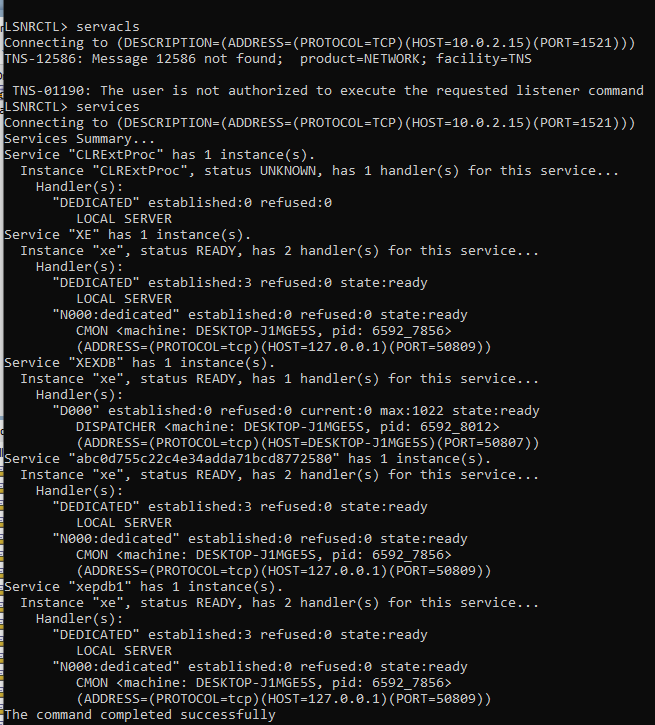 LSNRCTL> servacls
Connecting to (DESCRIPTION=(ADDRESS=(PROTOCOL=TCP)(HOST=10.0.2.15)(PORT=1521)))
TNS-12586: Message 12586 not found;  product=NETWORK; facility=TNS
 TNS-01190: The user is not authorized to execute the requested listener command
LSNRCTL> services
Connecting to (DESCRIPTION=(ADDRESS=(PROTOCOL=TCP)(HOST=10.0.2.15)(PORT=1521)))
Services Summary...
Service "CLRExtProc" has 1 instance(s).
  Instance "CLRExtProc", status UNKNOWN, has 1 handler(s) for this service...
    Handler(s):
      "DEDICATED" established:0 refused:0
         LOCAL SERVER
Service "XE" has 1 instance(s).
  Instance "xe", status READY, has 2 handler(s) for this service...
    Handler(s):
      "DEDICATED" established:3 refused:0 state:ready
         LOCAL SERVER
      "N000:dedicated" established:0 refused:0 state:ready
         CMON <machine: DESKTOP-J1MGE5S, pid: 6592_7856>
         (ADDRESS=(PROTOCOL=tcp)(HOST=127.0.0.1)(PORT=50809))
Service "XEXDB" has 1 instance(s).
  Instance "xe", status READY, has 1 handler(s) for this service...
    Handler(s):
      "D000" established:0 refused:0 current:0 max:1022 state:ready
         DISPATCHER <machine: DESKTOP-J1MGE5S, pid: 6592_8012>
         (ADDRESS=(PROTOCOL=tcp)(HOST=DESKTOP-J1MGE5S)(PORT=50807))
Service "abc0d755c22c4e34adda71bcd8772580" has 1 instance(s).
  Instance "xe", status READY, has 2 handler(s) for this service...
    Handler(s):
      "DEDICATED" established:3 refused:0 state:ready
         LOCAL SERVER
      "N000:dedicated" established:0 refused:0 state:ready
         CMON <machine: DESKTOP-J1MGE5S, pid: 6592_7856>
         (ADDRESS=(PROTOCOL=tcp)(HOST=127.0.0.1)(PORT=50809))
Service "xepdb1" has 1 instance(s).
  Instance "xe", status READY, has 2 handler(s) for this service...
    Handler(s):
      "DEDICATED" established:3 refused:0 state:ready
         LOCAL SERVER
      "N000:dedicated" established:0 refused:0 state:ready
         CMON <machine: DESKTOP-J1MGE5S, pid: 6592_7856>
         (ADDRESS=(PROTOCOL=tcp)(HOST=127.0.0.1)(PORT=50809))
The command completed successfully